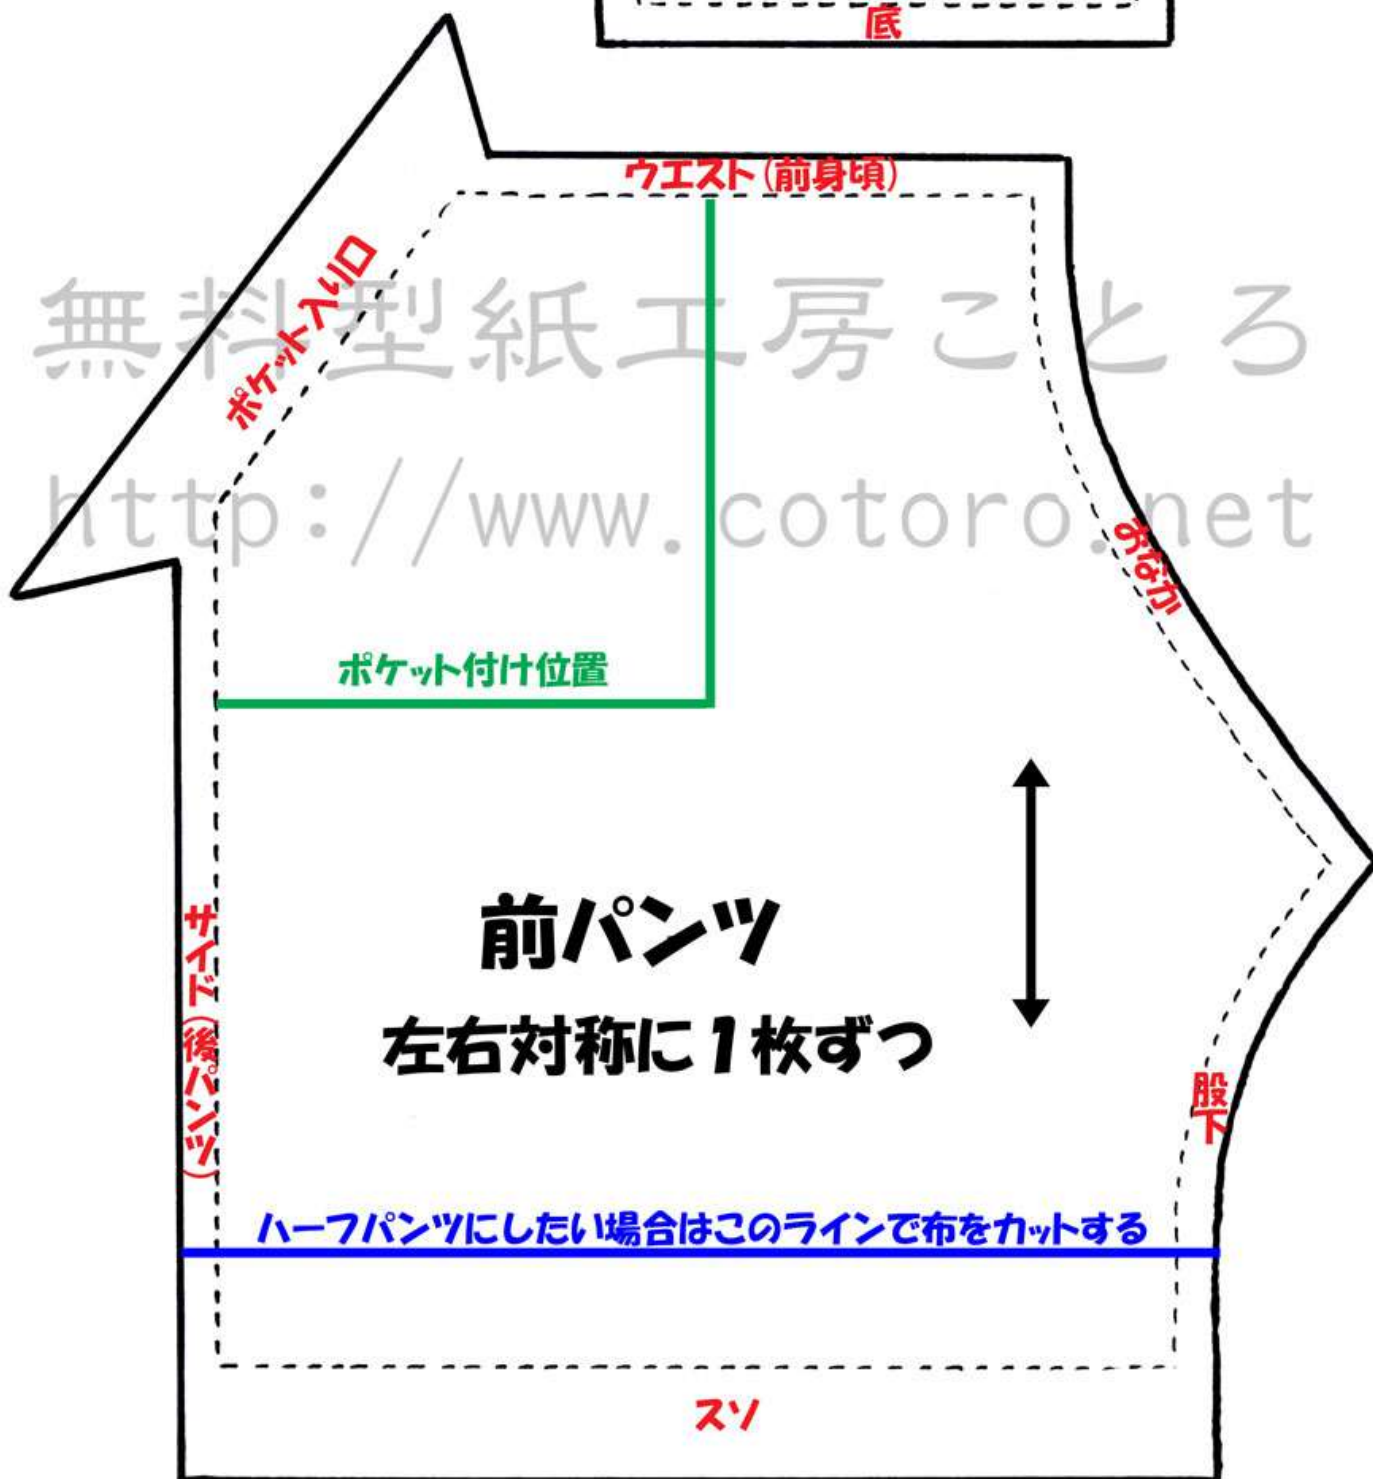 底
ウエスト(前身頃)
ポケット入り口
無料型紙工房ことろ
http://www.cotoro.net
おなか
ポケット付け位置
前パンツ
左右対称に1枚ずつ
サイド(後パンツ)
股下
ハーフパンツにしたい場合はこのラインで布をカットする
スソ